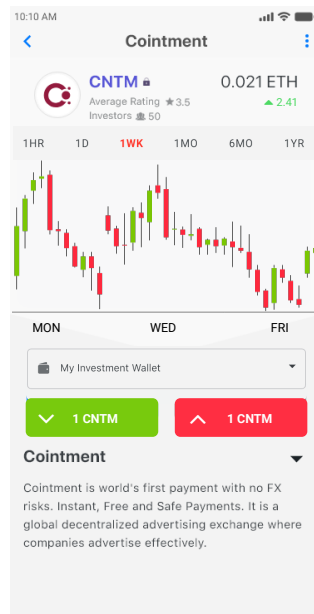 10:10 AM
Cointment
CNTM
0.021 ETH
Average Rating ★3.5
2.41
Investors 50
1HR 1D 1WK 1MO 6MO 1YR
MON WED FRI
My Investment Wallet
1 CNTM 1 CNTM
Cointment
Cointment is world's first payment with no FX
risks. Instant, Free and Safe Payments. It is a
global decentralized advertising exchange where
companies advertise effectively.